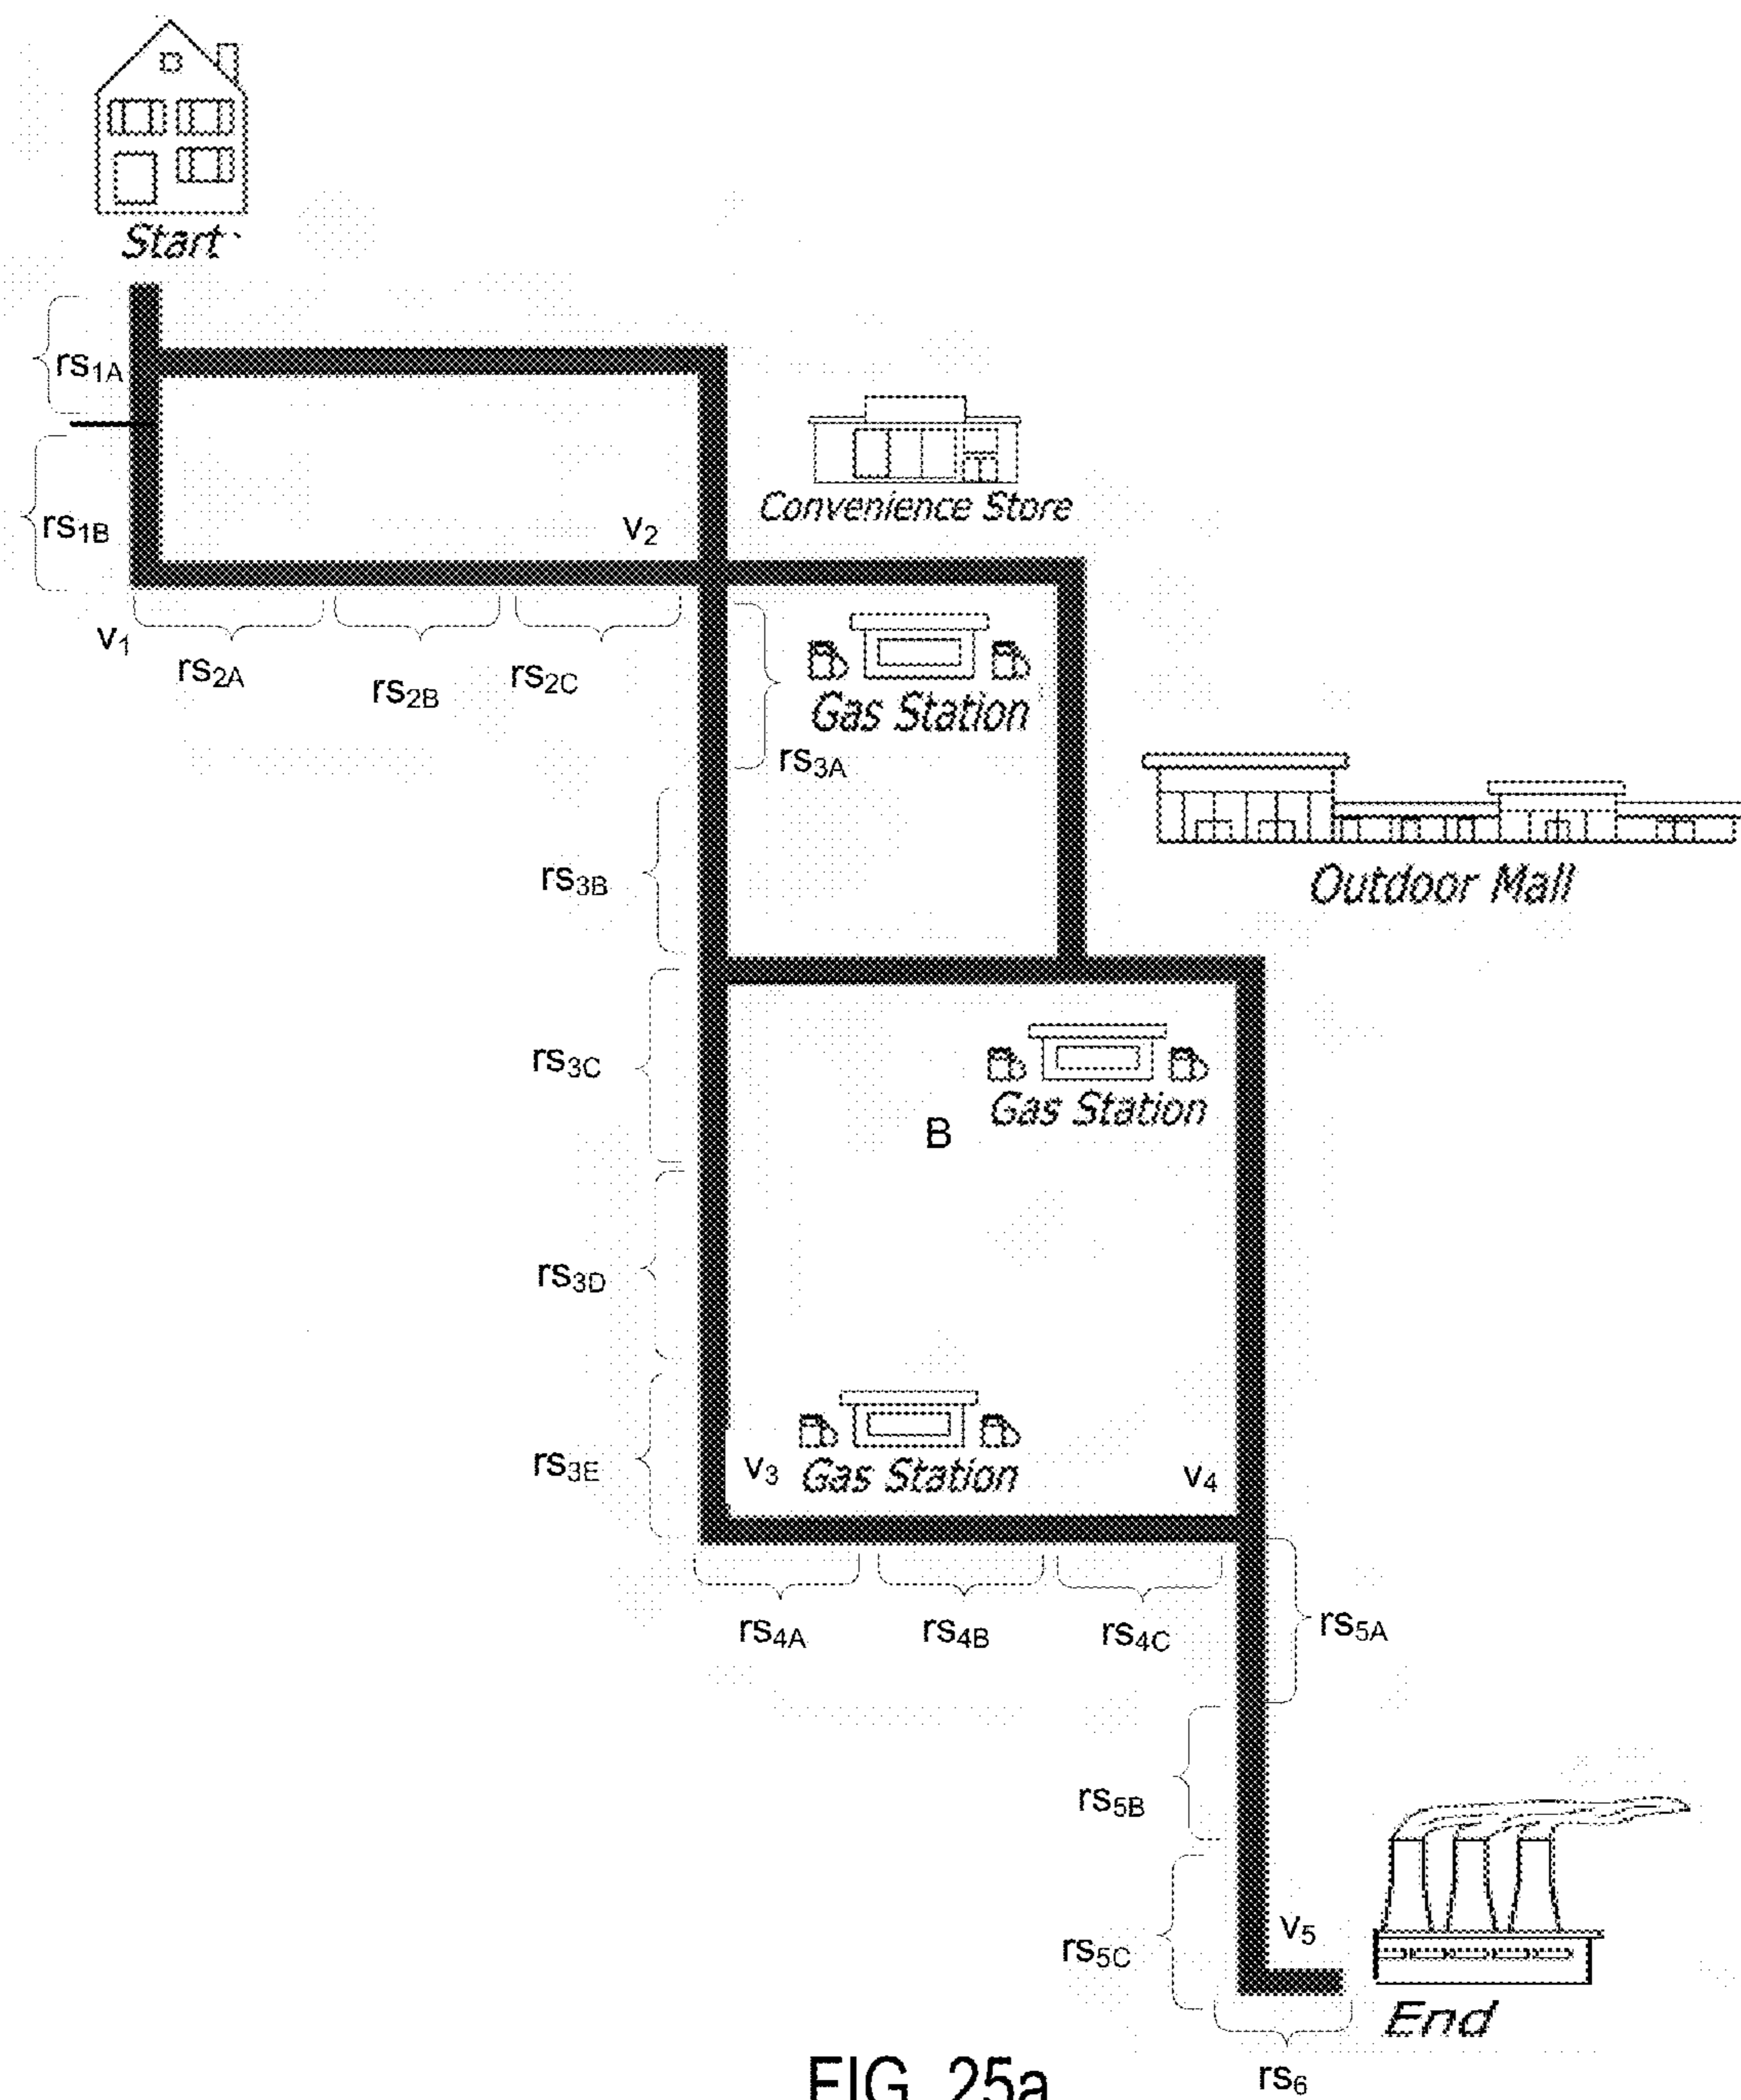 Start
rs1A
rs1B
Convenience Store
v2
v1
rs2A
rs2B
rs2C
Gas Station
rs3A
rs3B
Outdoor Mall
rs3C
Gas Station
B
rs3D
rs3E
v3
Gas Station
v4
rs4A
rs4B
rs4C
rs5A
rs5B
v5
rs5C
End
rs6
FIG. 25a